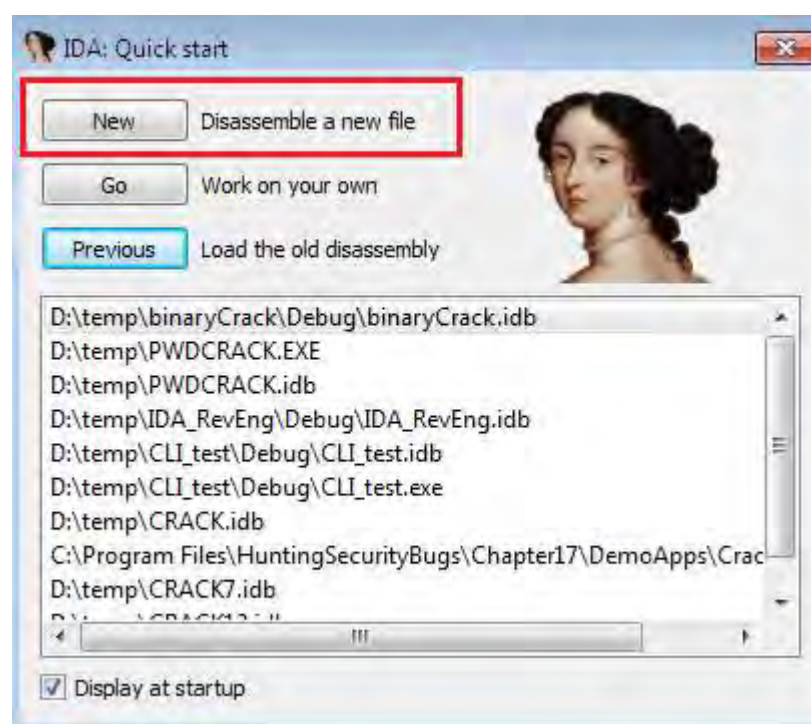 IDA: Quick start
New Disassemble a new file
Go Work on your own
Previous Load the old disassembly
D:\temp\binaryCrack\Debug\binaryCrack.idb
D:\temp\PWDCRACK.EXE
D:\temp\PWDCRACK.idb
D:\temp\IDA_RevEng\Debug\IDA_RevEng.idb
D:\temp\CLI_test\Debug\CLI_test.idb
D:\temp\CLI_test\Debug\CLI_test.exe
D:\temp\CRACK.idb
C:\Program Files\HuntingSecurityBugs\Chapter17\DemoApps\Crac
D:\temp\CRACK7.idb
Display at startup